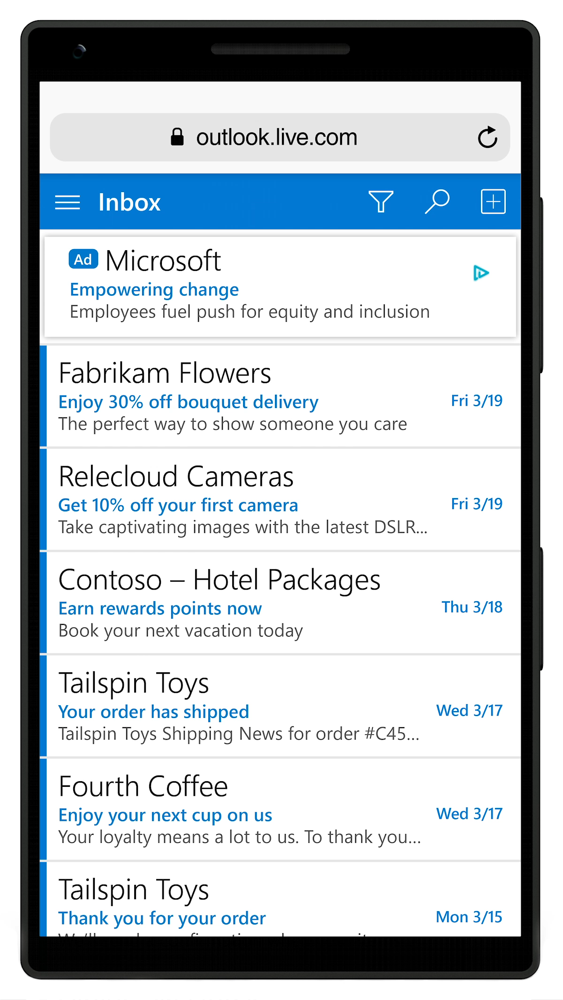 outlook.live.com
Inbox
Ad Microsoft
Empowering change
Employees fuel push for equity and inclusion
Fabrikam Flowers
Enjoy 30% off bouquet delivery Fri 3/19
The perfect way to show someone you care
Relecloud Cameras
Get 10% off your first camera Fri 3/19
Take captivating images with the latest DSLR...
Contoso – Hotel Packages
Earn rewards points now Thu 3/18
Book your next vacation today
Tailspin Toys
Your order has shipped Wed 3/17
Tailspin Toys Shipping News for order #C45...
Fourth Coffee
Enjoy your next cup on us Wed 3/17
Your loyalty means a lot to us. To thank you...
Tailspin Toys
Thank you for your order Mon 3/15